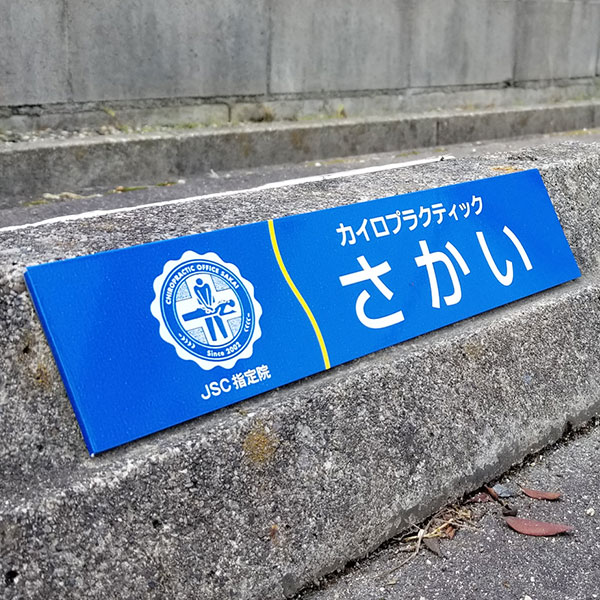 CHIROPRACTIC OFFICE SAKAI
Since 2002
JSC指定院
カイロプラクティック
さかい